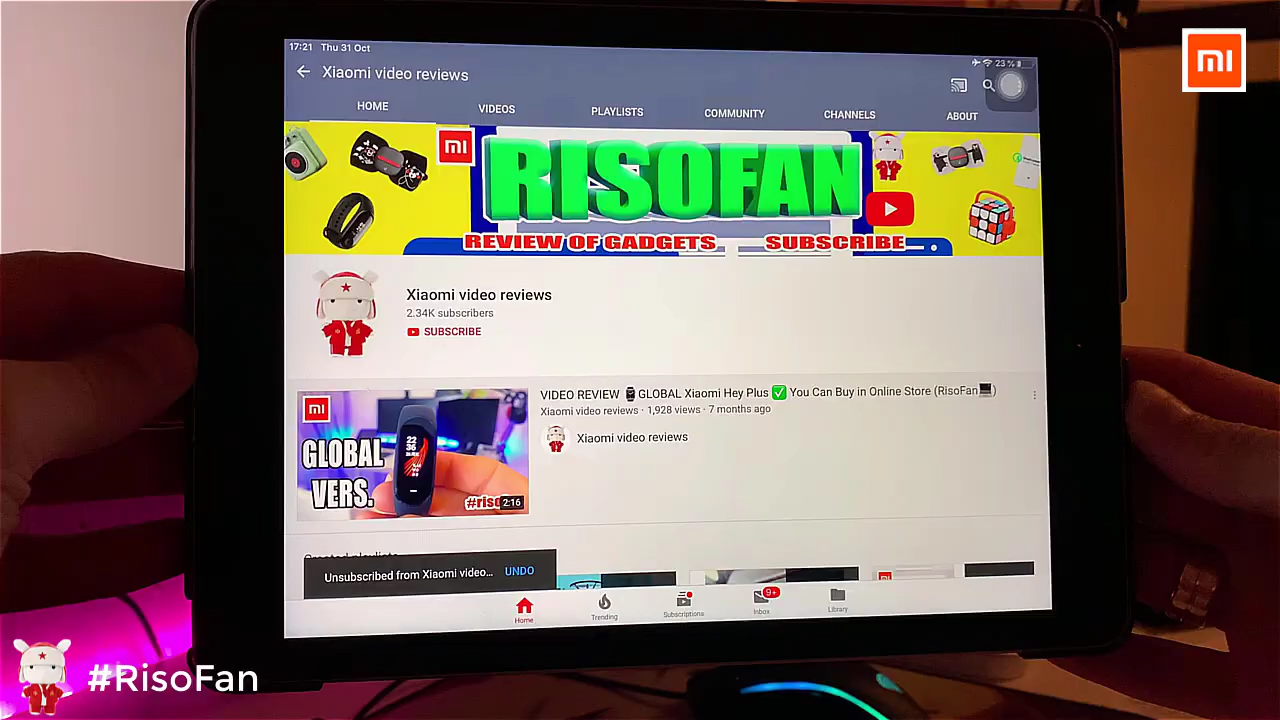 17:21 Thu 31 Oct
23 %
Xiaomi video reviews
HOME
VIDEOS
PLAYLISTS
COMMUNITY
CHANNELS
ABOUT
RISOFAN
REVIEW OF GADGETS SUBSCRIBE
Xiaomi video reviews
2.34K subscribers
SUBSCRIBE
VIDEO REVIEW ⌚GLOBAL Xiaomi Hey Plus ✅ You Can Buy in Online Store (RisoFan💻)
Xiaomi video reviews · 1,928 views · 7 months ago
Xiaomi video reviews
GLOBAL
VERS.
22
36
#riso
2:16
Created playlists
Unsubscribed from Xiaomi video... UNDO
Home
Trending
Subscriptions
9+
Inbox
Library
#RisoFan